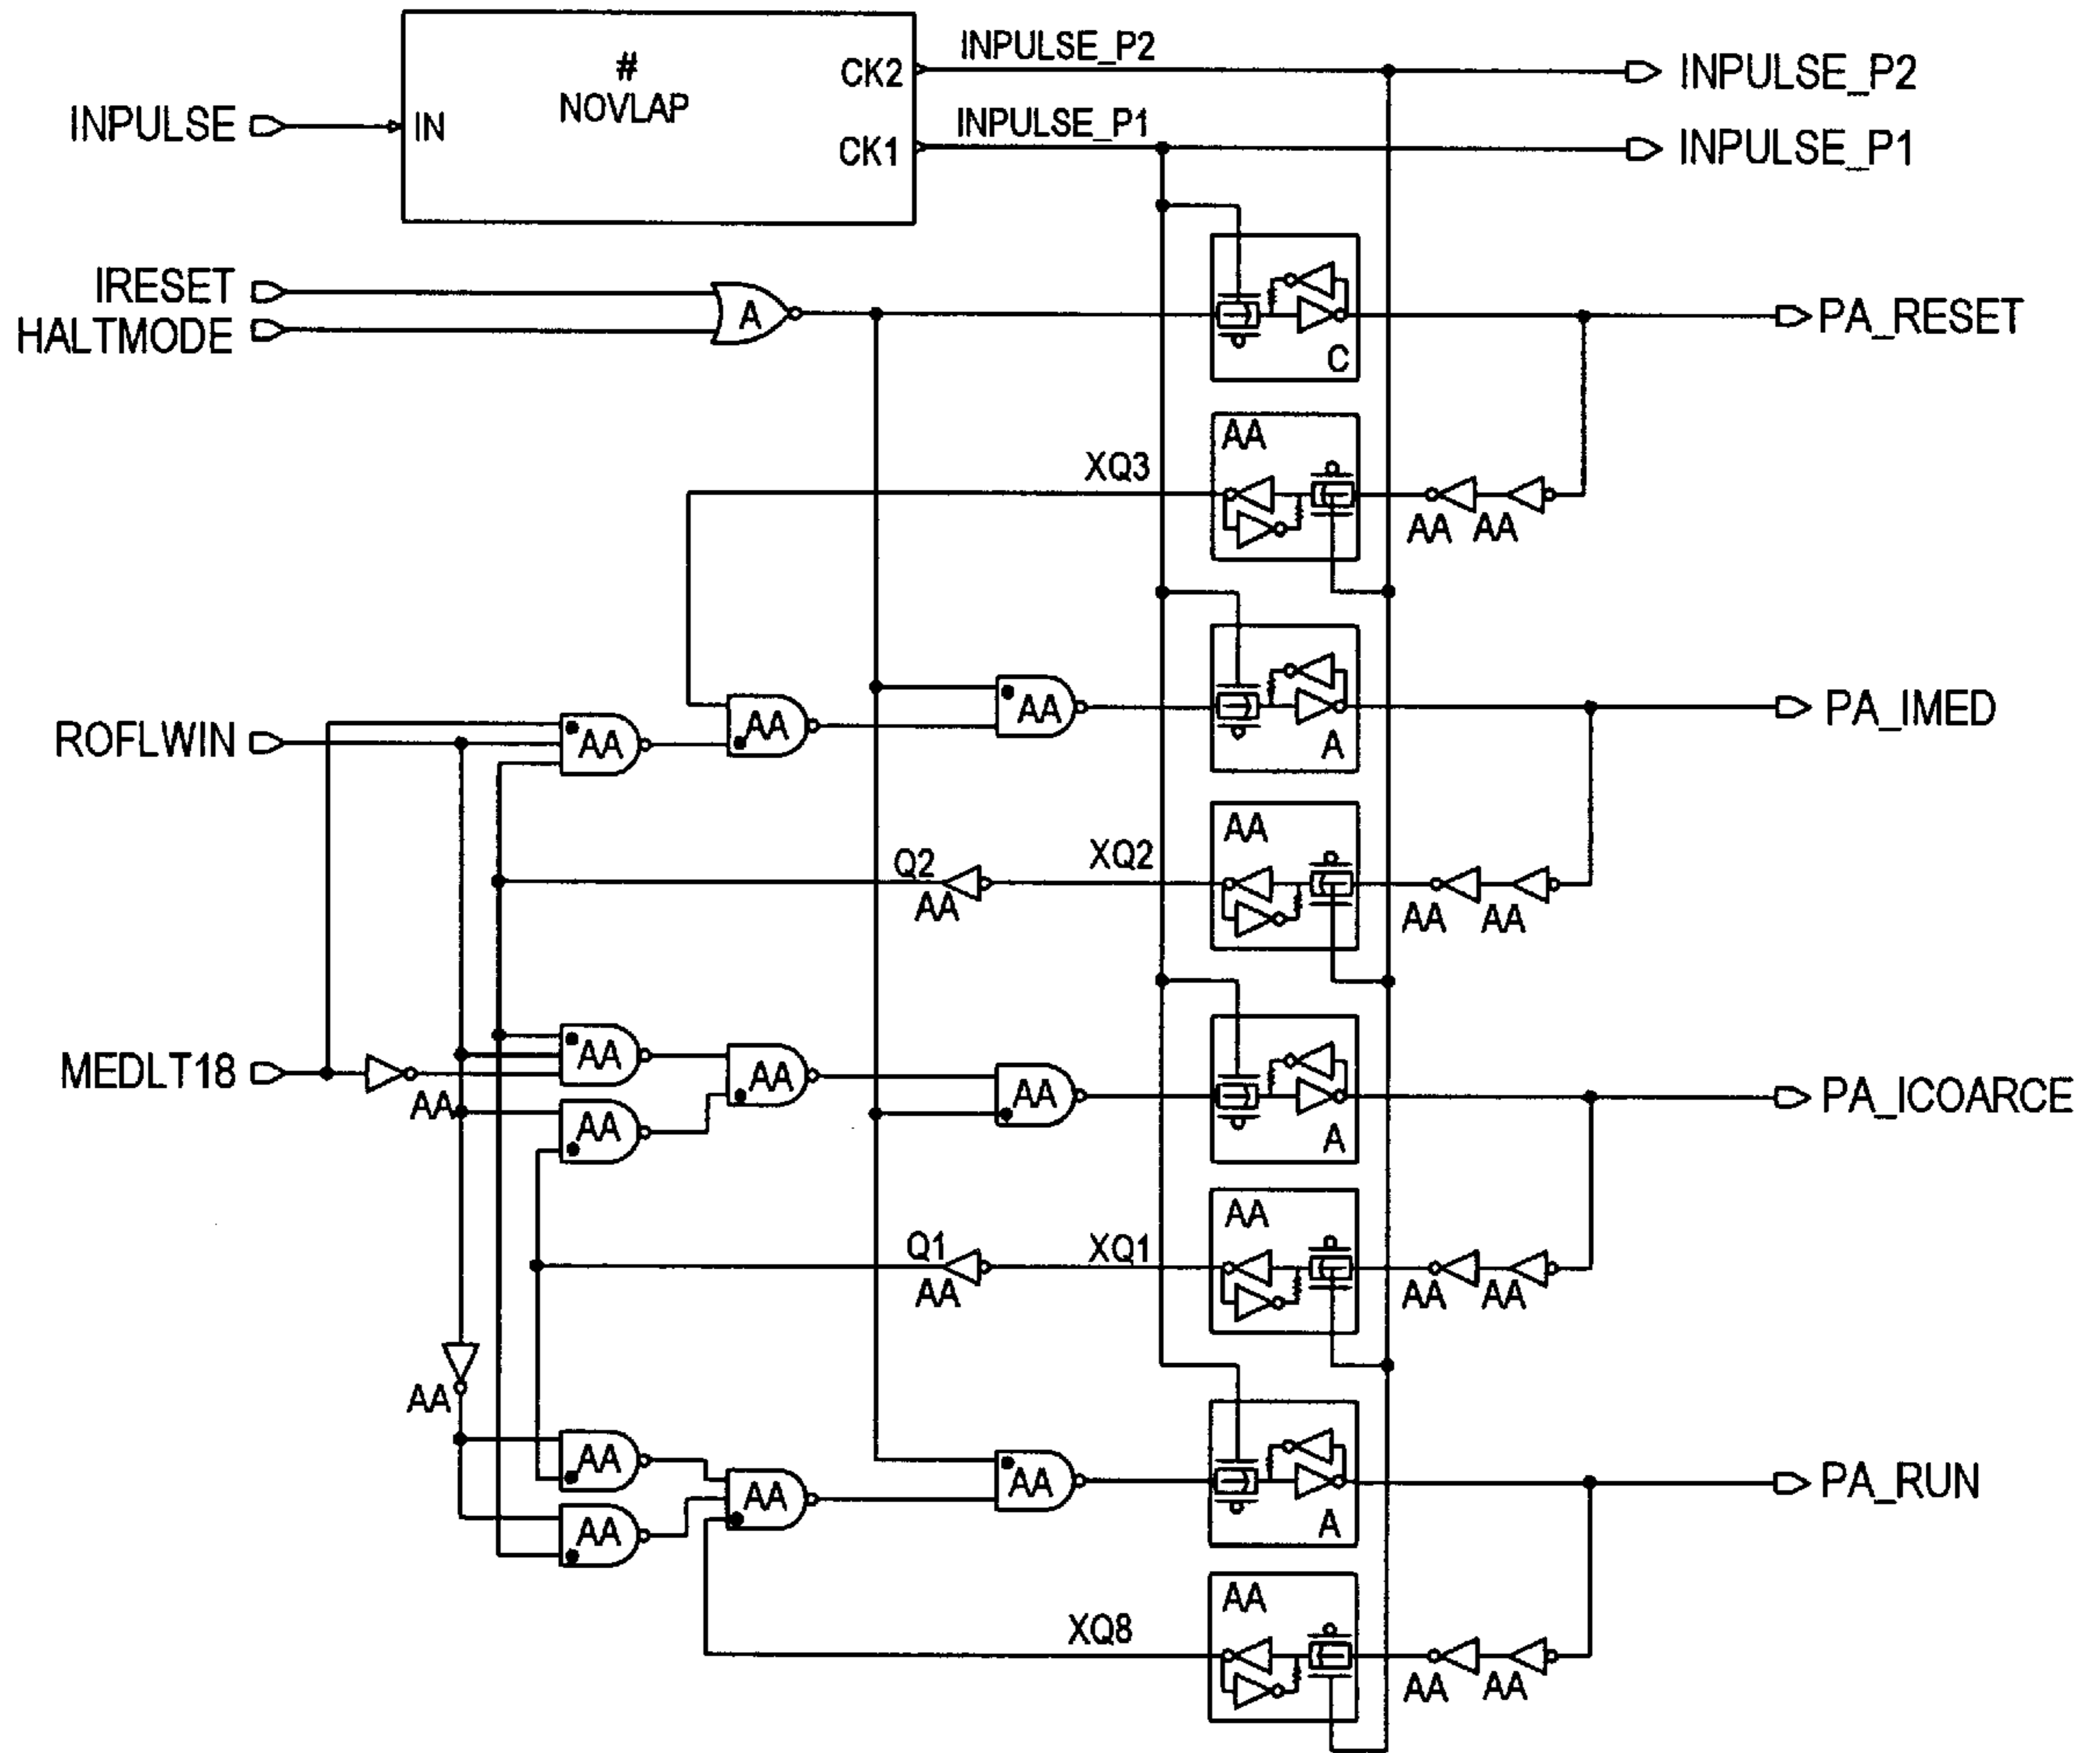 INPULSE_P2
#
CK2
INPULSE_P2
NOVLAP
INPULSE
IN
INPULSE_P1
CK1
INPULSE_P1
IRESET
A
PA_RESET
HALTMODE
C
AA
XQ3
AA AA
AA
PA_IMED
ROFLWIN
AA
AA
A
AA
Q2
XQ2
AA
AA AA
AA
MEDLT18
AA
AA
PA_ICOARCE
AA
AA
A
AA
Q1
XQ1
AA
AA AA
AA
AA
AA
PA_RUN
AA
AA
A
AA
XQ8
AA AA